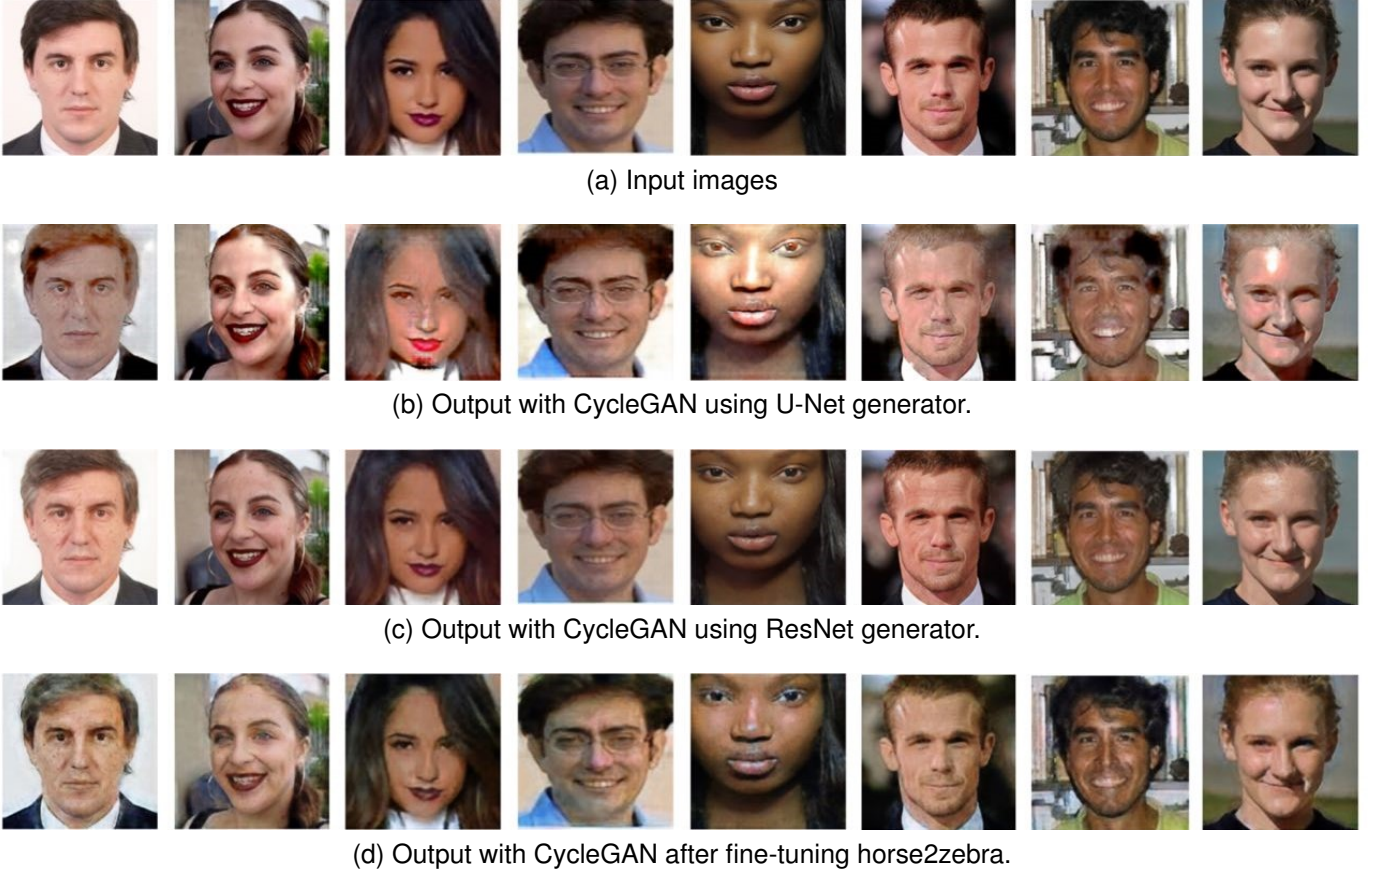 (a) Input images
(b) Output with CycleGAN using U-Net generator.
(c) Output with CycleGAN using ResNet generator.
(d) Output with CycleGAN after fine-tuning horse2zebra.